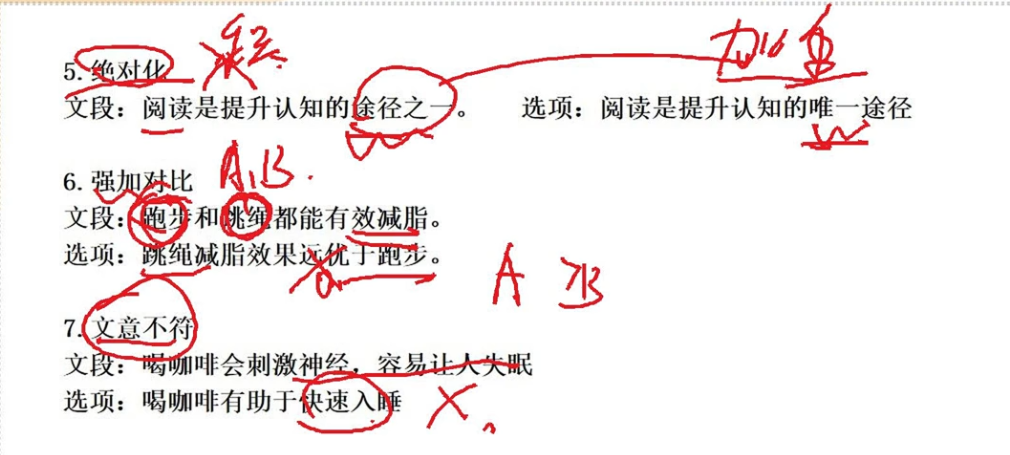 5. 绝对化
文段：阅读是提升认知的途径之一。 选项：阅读是提升认知的唯一途径
6. 强加对比 A,B.
文段：跑步和跳绳都能有效减脂。
选项：跳绳减脂效果远优于跑步。
A >B
7. 文意不符
文段：喝咖啡会刺激神经，容易让人失眠
选项：喝咖啡有助于快速入睡